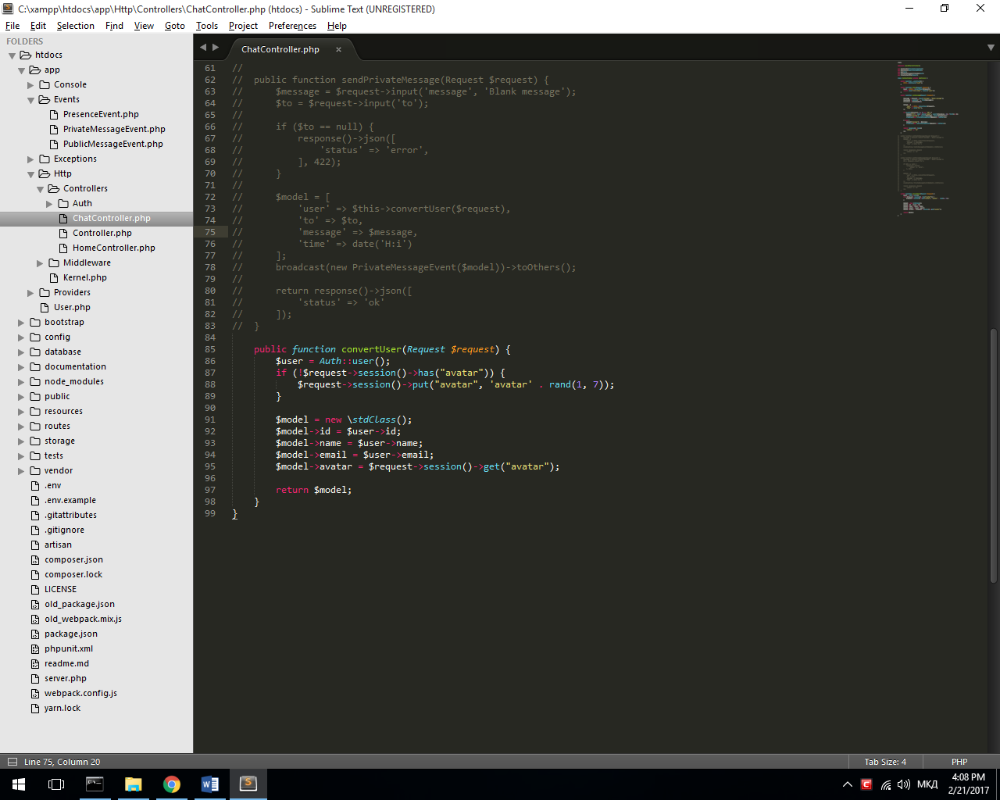 C:\xampp\htdocs\app\Http\Controllers\ChatController.php (htdocs) - Sublime Text (UNREGISTERED)
File Edit Selection Find View Goto Tools Project Preferences Help
FOLDERS
htdocs
app
Console
Events
PresenceEvent.php
PrivateMessageEvent.php
PublicMessageEvent.php
Exceptions
Http
Controllers
Auth
ChatController.php
Controller.php
HomeController.php
Middleware
Kernel.php
Providers
User.php
bootstrap
config
database
documentation
node_modules
public
resources
routes
storage
tests
vendor
.env
.env.example
.gitattributes
.gitignore
artisan
composer.json
composer.lock
LICENSE
old_package.json
old_webpack.mix.js
package.json
phpunit.xml
readme.md
server.php
webpack.config.js
yarn.lock
ChatController.php ×
61 //
62 //  public function sendPrivateMessage(Request $request) {
63 //      $message = $request->input('message', 'Blank message');
64 //      $to = $request->input('to');
65 //
66 //      if ($to == null) {
67 //          response()->json([
68 //              'status' => 'error',
69 //          ], 422);
70 //      }
71 //
72 //      $model = [
73 //          'user' => $this->convertUser($request),
74 //          'to' => $to,
75 //          'message' => $message,
76 //          'time' => date('H:i')
77 //      ];
78 //      broadcast(new PrivateMessageEvent($model))->toOthers();
79 //
80 //      return response()->json([
81 //          'status' => 'ok'
82 //      ]);
83 //  }
84
85     public function convertUser(Request $request) {
86         $user = Auth::user();
87         if (!$request->session()->has("avatar")) {
88             $request->session()->put("avatar", 'avatar' . rand(1, 7));
89         }
90
91         $model = new \stdClass();
92         $model->id = $user->id;
93         $model->name = $user->name;
94         $model->email = $user->email;
95         $model->avatar = $request->session()->get("avatar");
96
97         return $model;
98     }
99 }
Line 75, Column 20 Tab Size: 4 PHP
МКД 4:08 PM
2/21/2017